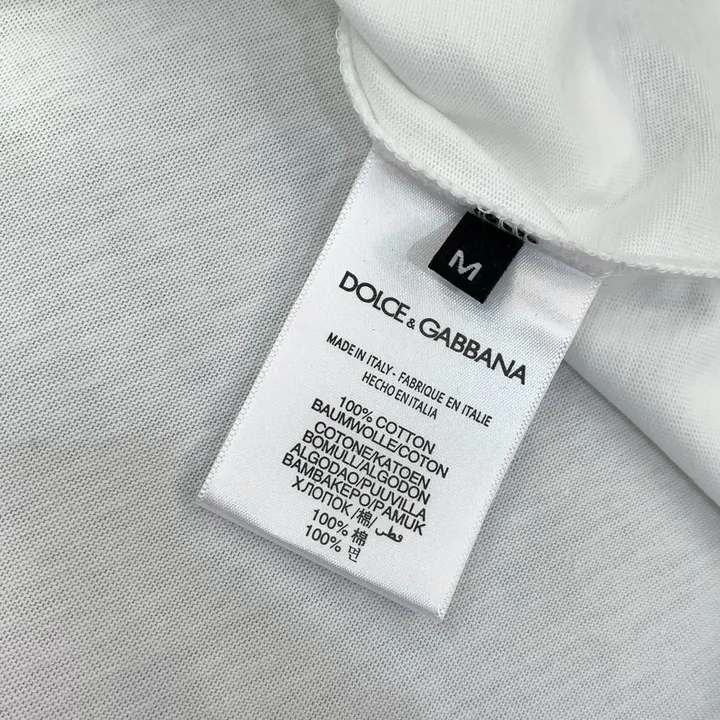 M
DOLCE & GABBANA
MADE IN ITALY - FABRIQUE EN ITALIE
HECHO EN ITALIA
100% COTTON
BAUMWOLLE/COTON
COTONE/KATOEN
BOMULL/ALGODON
ALGODAO/PUUVILLA
BAMBAKEPO/PAMUK
ХЛОПОК/棉/قطن
100% 棉
100% 면